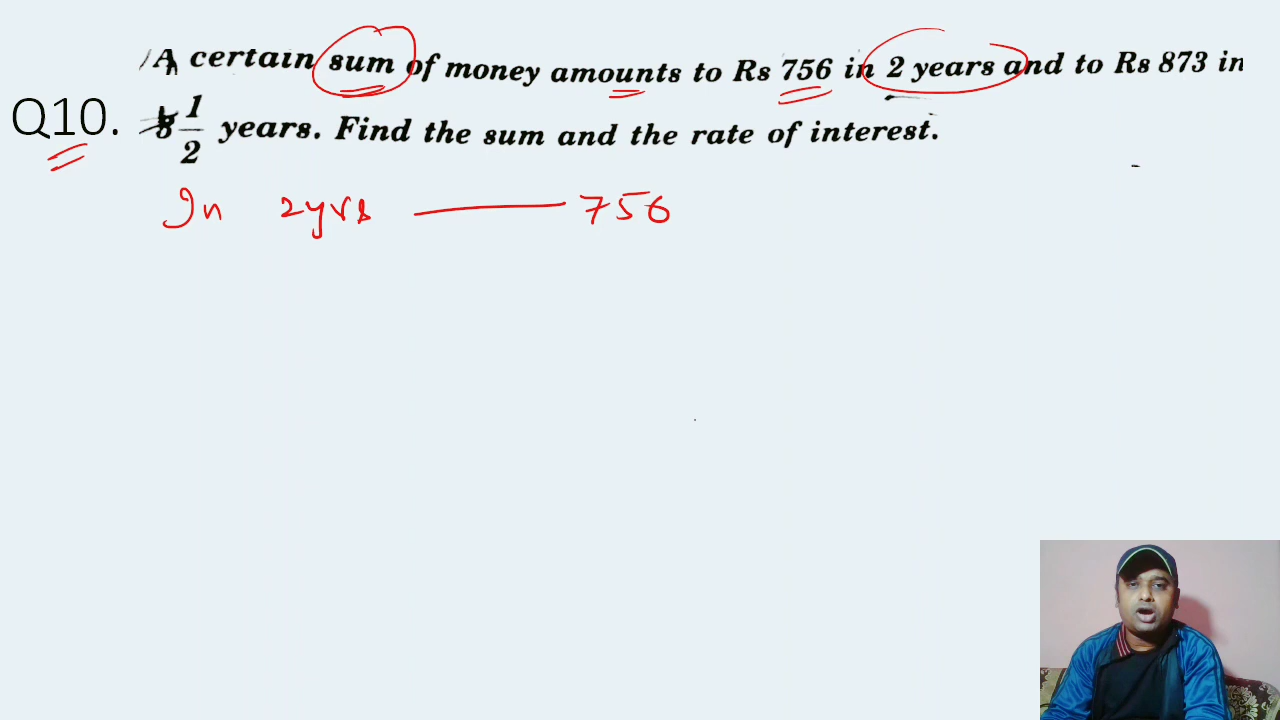 A certain sum of money amounts to Rs 756 in 2 years and to Rs 873 in
Q10. 1/2 years. Find the sum and the rate of interest.
In 2yrs — 756